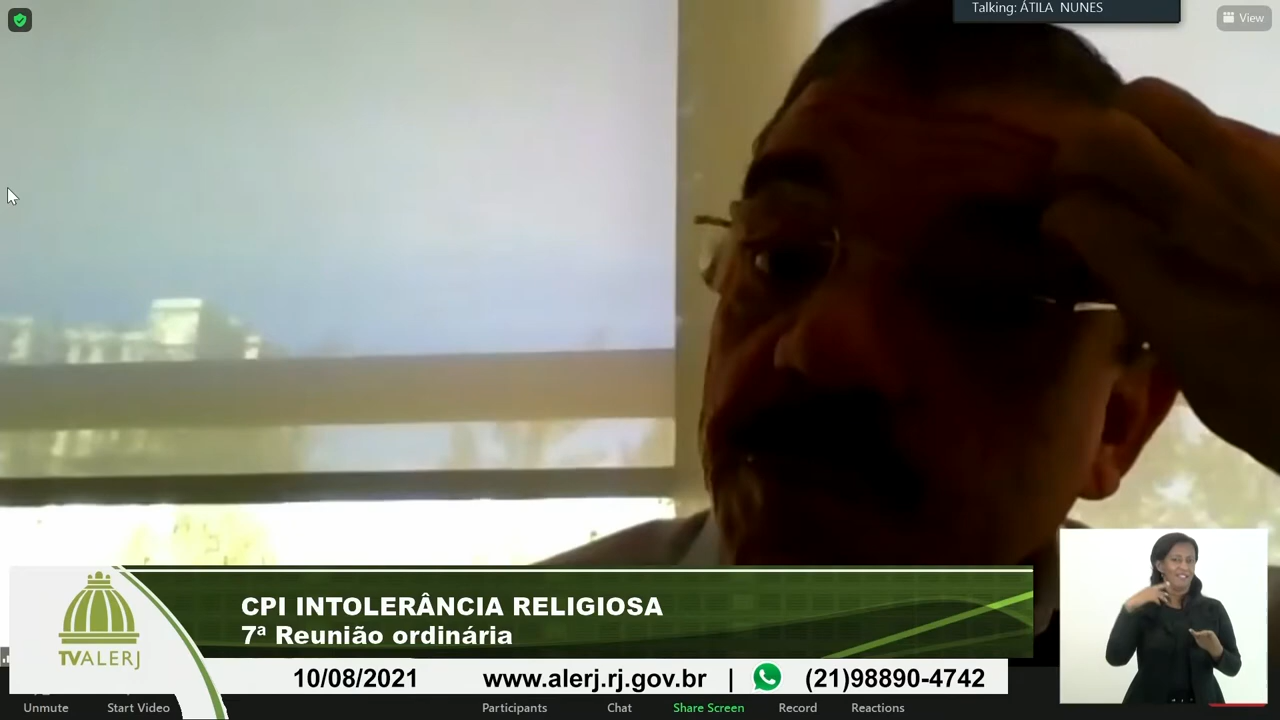 Talking: ÁTILA NUNES
View
CPI INTOLERÂNCIA RELIGIOSA
7ª Reunião ordinária
TVALERJ
10/08/2021 www.alerj.rj.gov.br | (21)98890-4742
Unmute Start Video Participants Chat Share Screen Record Reactions